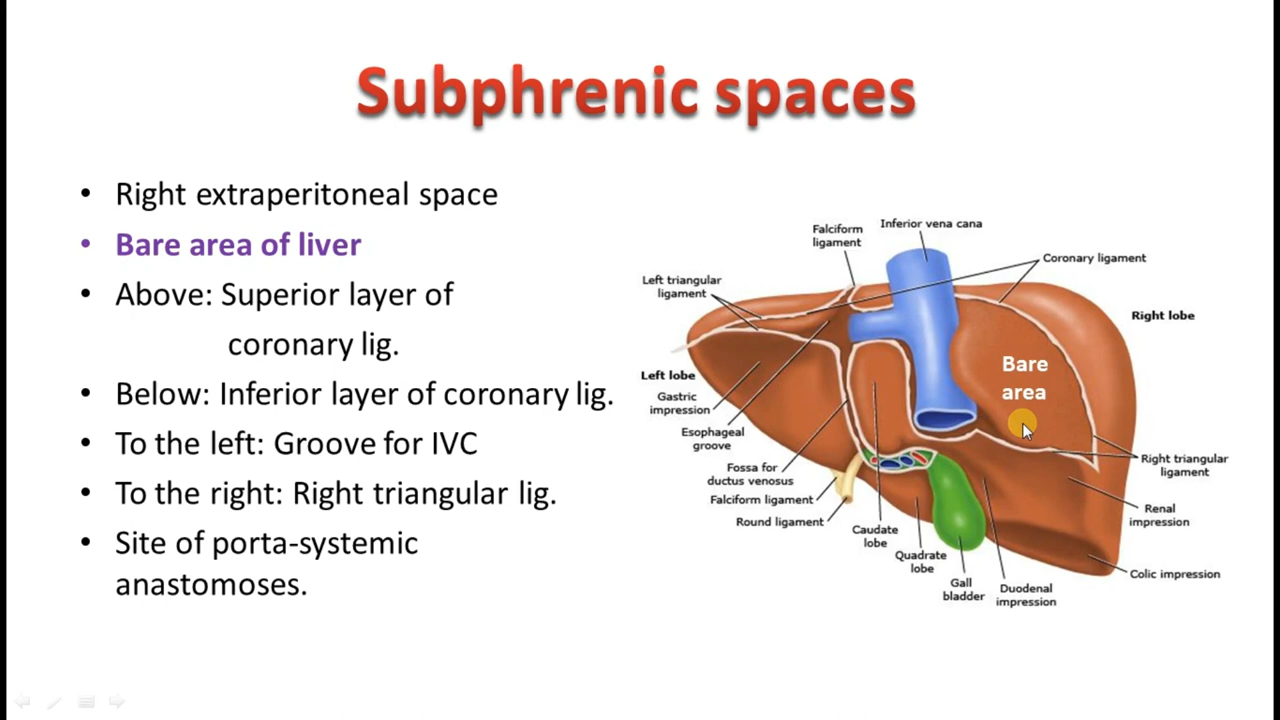 Subphrenic spaces
• Right extraperitoneal space
• Bare area of liver
• Above: Superior layer of
coronary lig.
• Below: Inferior layer of coronary lig.
• To the left: Groove for IVC
• To the right: Right triangular lig.
• Site of porta-systemic
anastomoses.
Falciform
ligament
Inferior vena cana
Coronary ligament
Left triangular
ligament
Right lobe
Bare
area
Left lobe
Gastric
impression
Esophageal
groove
Fossa for
ductus venosus
Falciform ligament
Round ligament
Caudate
lobe
Quadrate
lobe
Gall
bladder
Duodenal
impression
Right triangular
ligament
Renal
impression
Colic impression